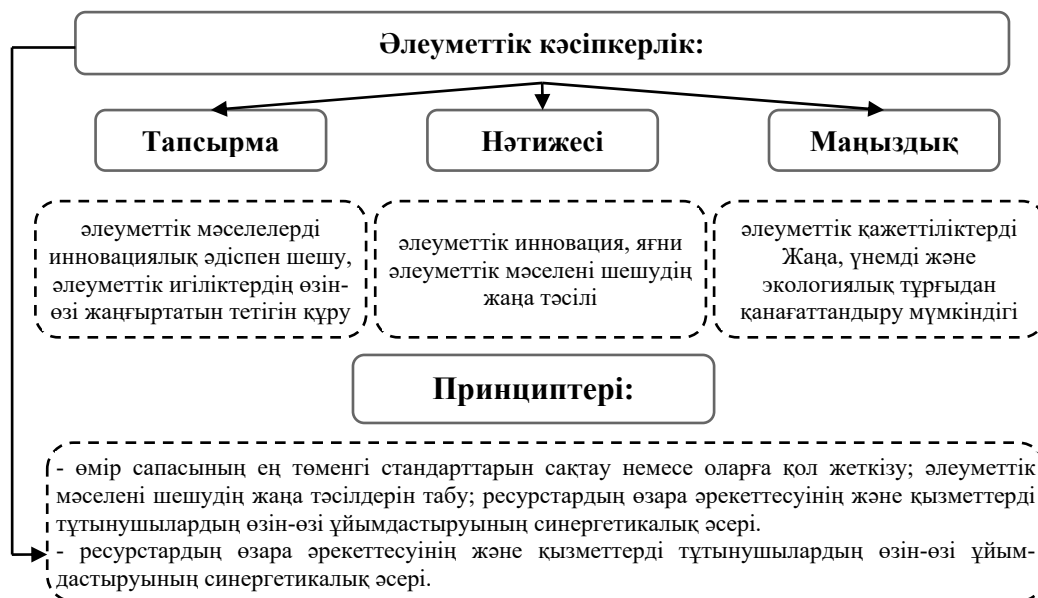 Әлеуметтік кәсіпкерлік:
Тапсырма
Нәтижесі
Маңыздық
әлеуметтік мәселелерді
инновациялық әдіспен шешу,
әлеуметтік игіліктердің өзін-
өзі жаңғыртатын тетігін құру
әлеуметтік инновация, яғни
әлеуметтік мәселені шешудің
жаңа тәсілі
әлеуметтік қажеттіліктерді
Жаңа, үнемді және
экологиялық тұрғыдан
қанағаттандыру мүмкіндігі
Принциптері:
- өмір сапасының ең төменгі стандарттарын сақтау немесе оларға қол жеткізу; әлеуметтік
мәселені шешудің жаңа тәсілдерін табу; ресурстардың өзара әрекеттесуінің және қызметтерді
тұтынушылардың өзін-өзі ұйымдастыруының синергетикалық әсері.
- ресурстардың өзара әрекеттесуінің және қызметтерді тұтынушылардың өзін-өзі ұйым-
дастыруының синергетикалық әсері.